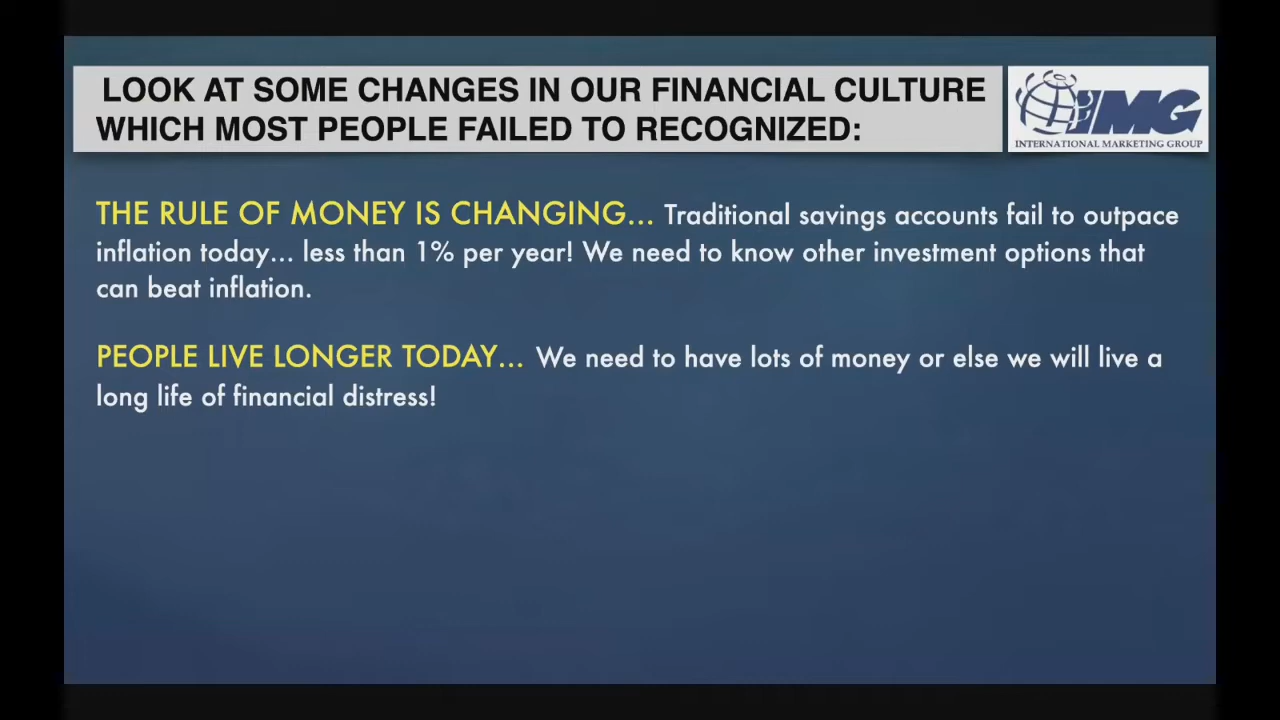 LOOK AT SOME CHANGES IN OUR FINANCIAL CULTURE
WHICH MOST PEOPLE FAILED TO RECOGNIZED:
IMG
INTERNATIONAL MARKETING GROUP
THE RULE OF MONEY IS CHANGING... Traditional savings accounts fail to outpace
inflation today... less than 1% per year! We need to know other investment options that
can beat inflation.
PEOPLE LIVE LONGER TODAY... We need to have lots of money or else we will live a
long life of financial distress!